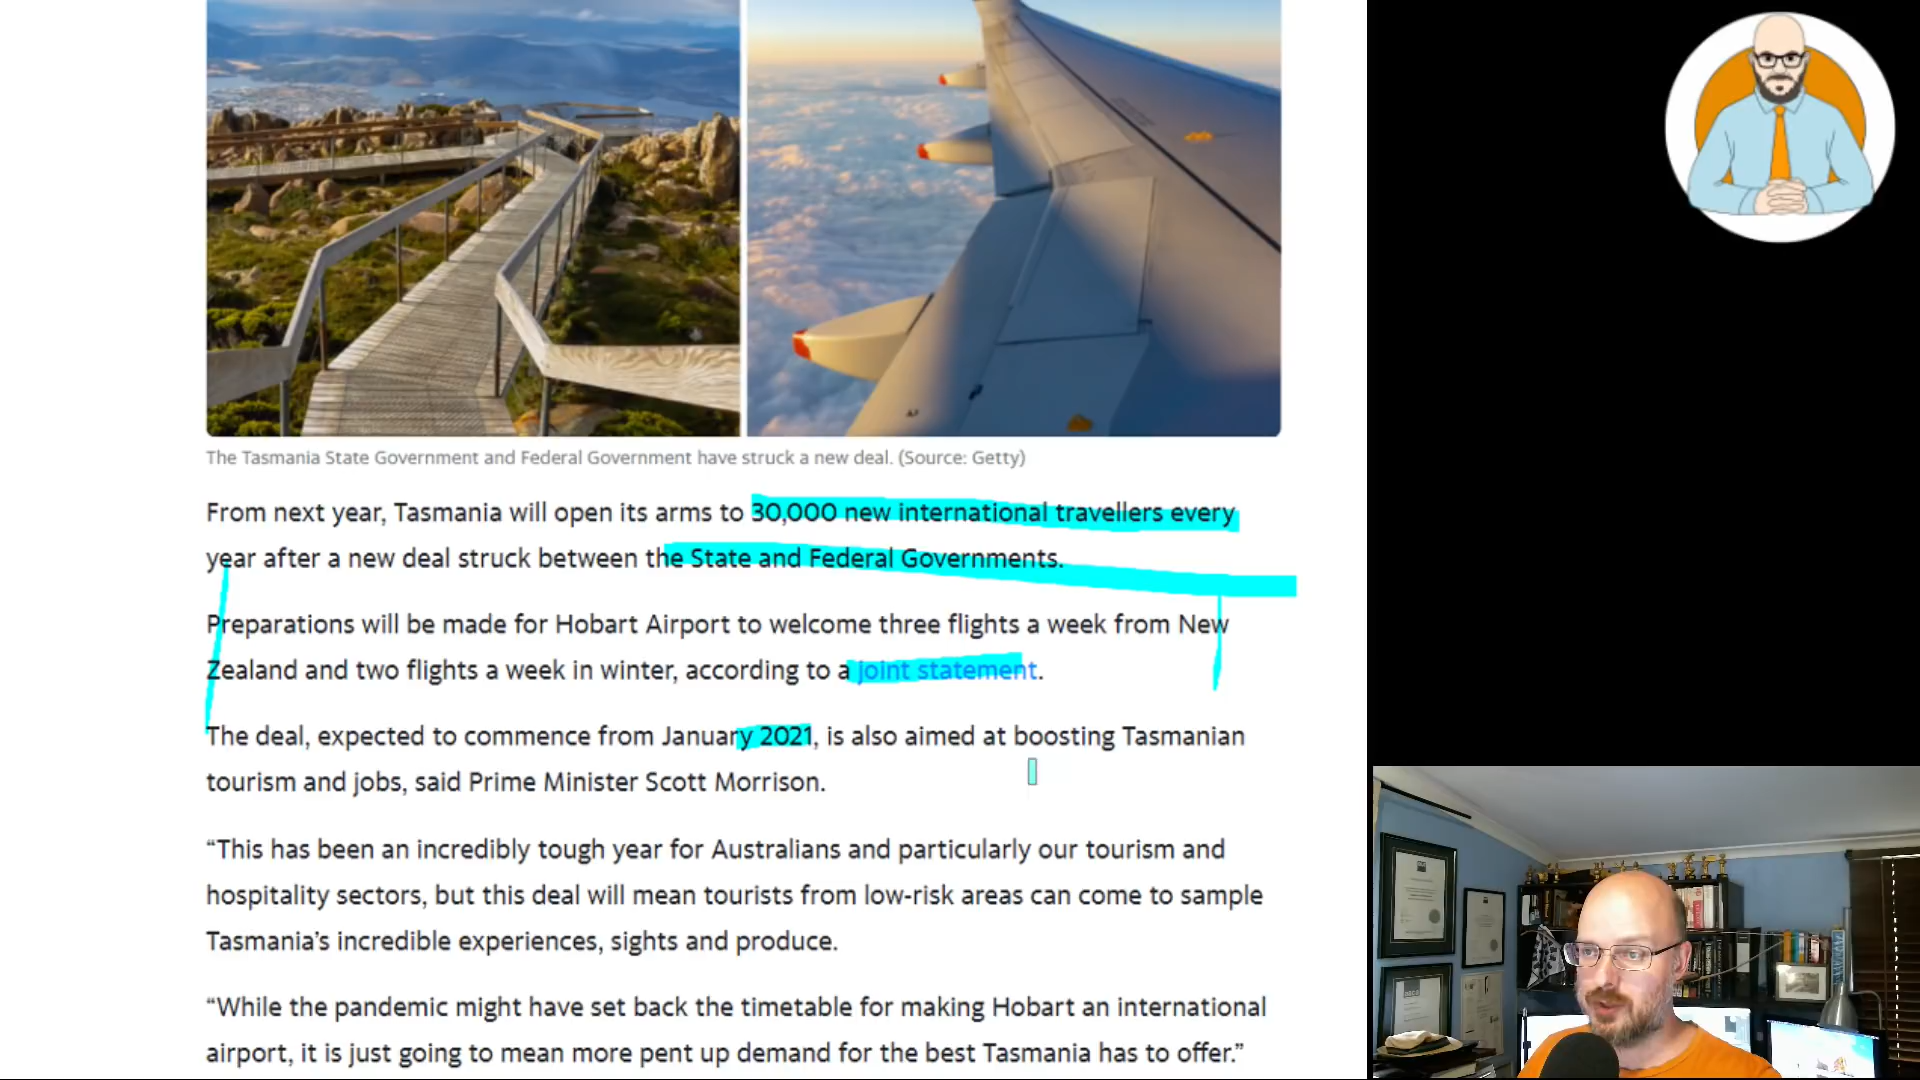 The Tasmania State Government and Federal Government have struck a new deal. (Source: Getty)
From next year, Tasmania will open its arms to 30,000 new international travellers every
year after a new deal struck between the State and Federal Governments.
Preparations will be made for Hobart Airport to welcome three flights a week from New
Zealand and two flights a week in winter, according to a joint statement.
The deal, expected to commence from January 2021, is also aimed at boosting Tasmanian
tourism and jobs, said Prime Minister Scott Morrison.
“This has been an incredibly tough year for Australians and particularly our tourism and
hospitality sectors, but this deal will mean tourists from low-risk areas can come to sample
Tasmania’s incredible experiences, sights and produce.
“While the pandemic might have set back the timetable for making Hobart an international
airport, it is just going to mean more pent up demand for the best Tasmania has to offer.”